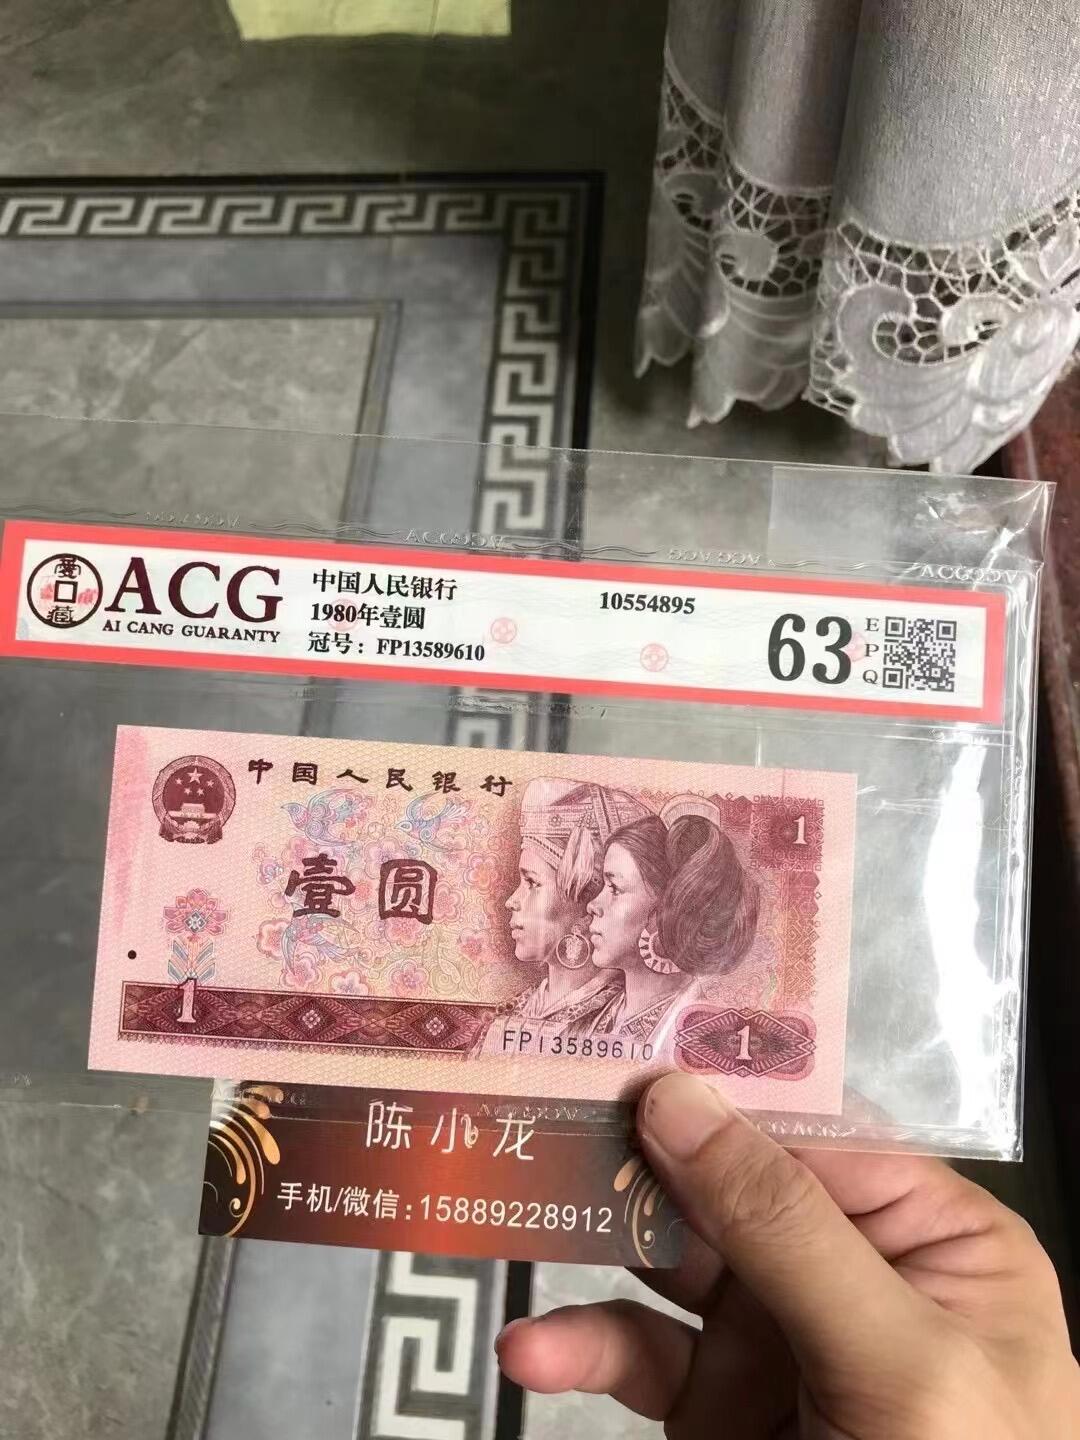 ACG
AI CANG GUARANTY
愛
藏
中国人民银行
1980年壹圆
冠号：FP13589610
10554895
63
E
P
Q
中国人民银行
壹圆
1
1
FP13589610
1
陈小龙
手机/微信:15889228912